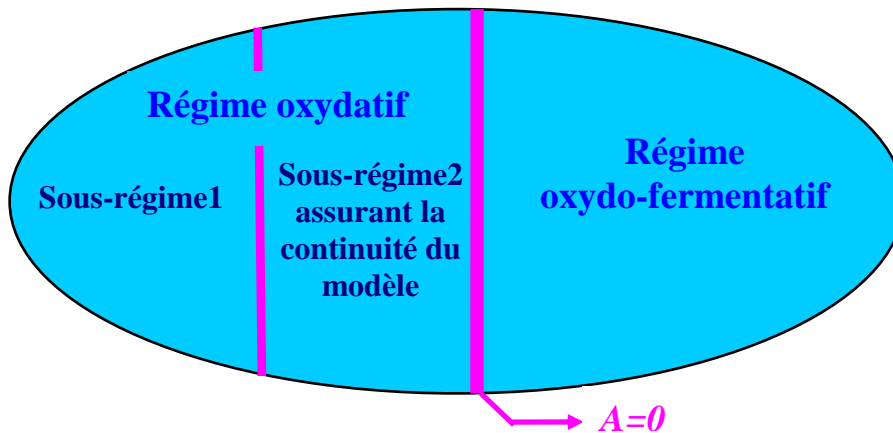 Régime oxydatif
Sous-régime1
Sous-régime2
assurant la
continuité du
modèle
Régime
oxydo-fermentatif
A=0